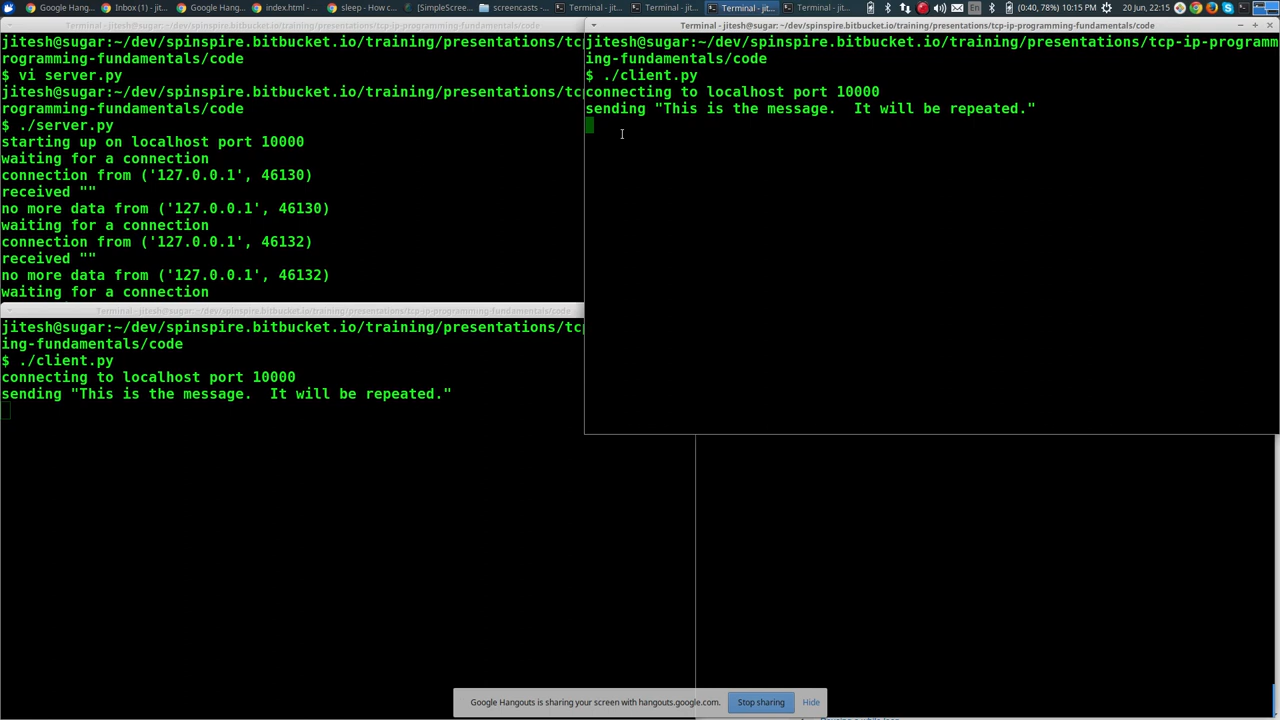 Google Hang...
Inbox (1) - jit...
Google Hang...
index.html - ...
sleep - How c...
[SimpleScree...
screencasts -...
Terminal - jit...
Terminal - jit...
Terminal - jit...
Terminal - jit...
En
(0:40, 78%) 10:15 PM
20 Jun, 22:15
Terminal - jitesh@sugar:~/dev/spinspire.bitbucket.io/training/presentations/tcp-ip-programming-fundamentals/code
jitesh@sugar:~/dev/spinspire.bitbucket.io/training/presentations/tcp
rogramming-fundamentals/code
$ vi server.py
jitesh@sugar:~/dev/spinspire.bitbucket.io/training/presentations/tcp
rogramming-fundamentals/code
$ ./server.py
starting up on localhost port 10000
waiting for a connection
connection from ('127.0.0.1', 46130)
received ""
no more data from ('127.0.0.1', 46130)
waiting for a connection
connection from ('127.0.0.1', 46132)
received ""
no more data from ('127.0.0.1', 46132)
waiting for a connection
Terminal - jitesh@sugar:~/dev/spinspire.bitbucket.io/training/presentations/tcp-ip-programming-fundamentals/code
jitesh@sugar:~/dev/spinspire.bitbucket.io/training/presentations/tcp
ing-fundamentals/code
$ ./client.py
connecting to localhost port 10000
sending "This is the message.  It will be repeated."
Terminal - jitesh@sugar:~/dev/spinspire.bitbucket.io/training/presentations/tcp-ip-programming-fundamentals/code
jitesh@sugar:~/dev/spinspire.bitbucket.io/training/presentations/tcp-ip-programm
ing-fundamentals/code
$ ./client.py
connecting to localhost port 10000
sending "This is the message.  It will be repeated."
Google Hangouts is sharing your screen with hangouts.google.com.
Stop sharing
Hide